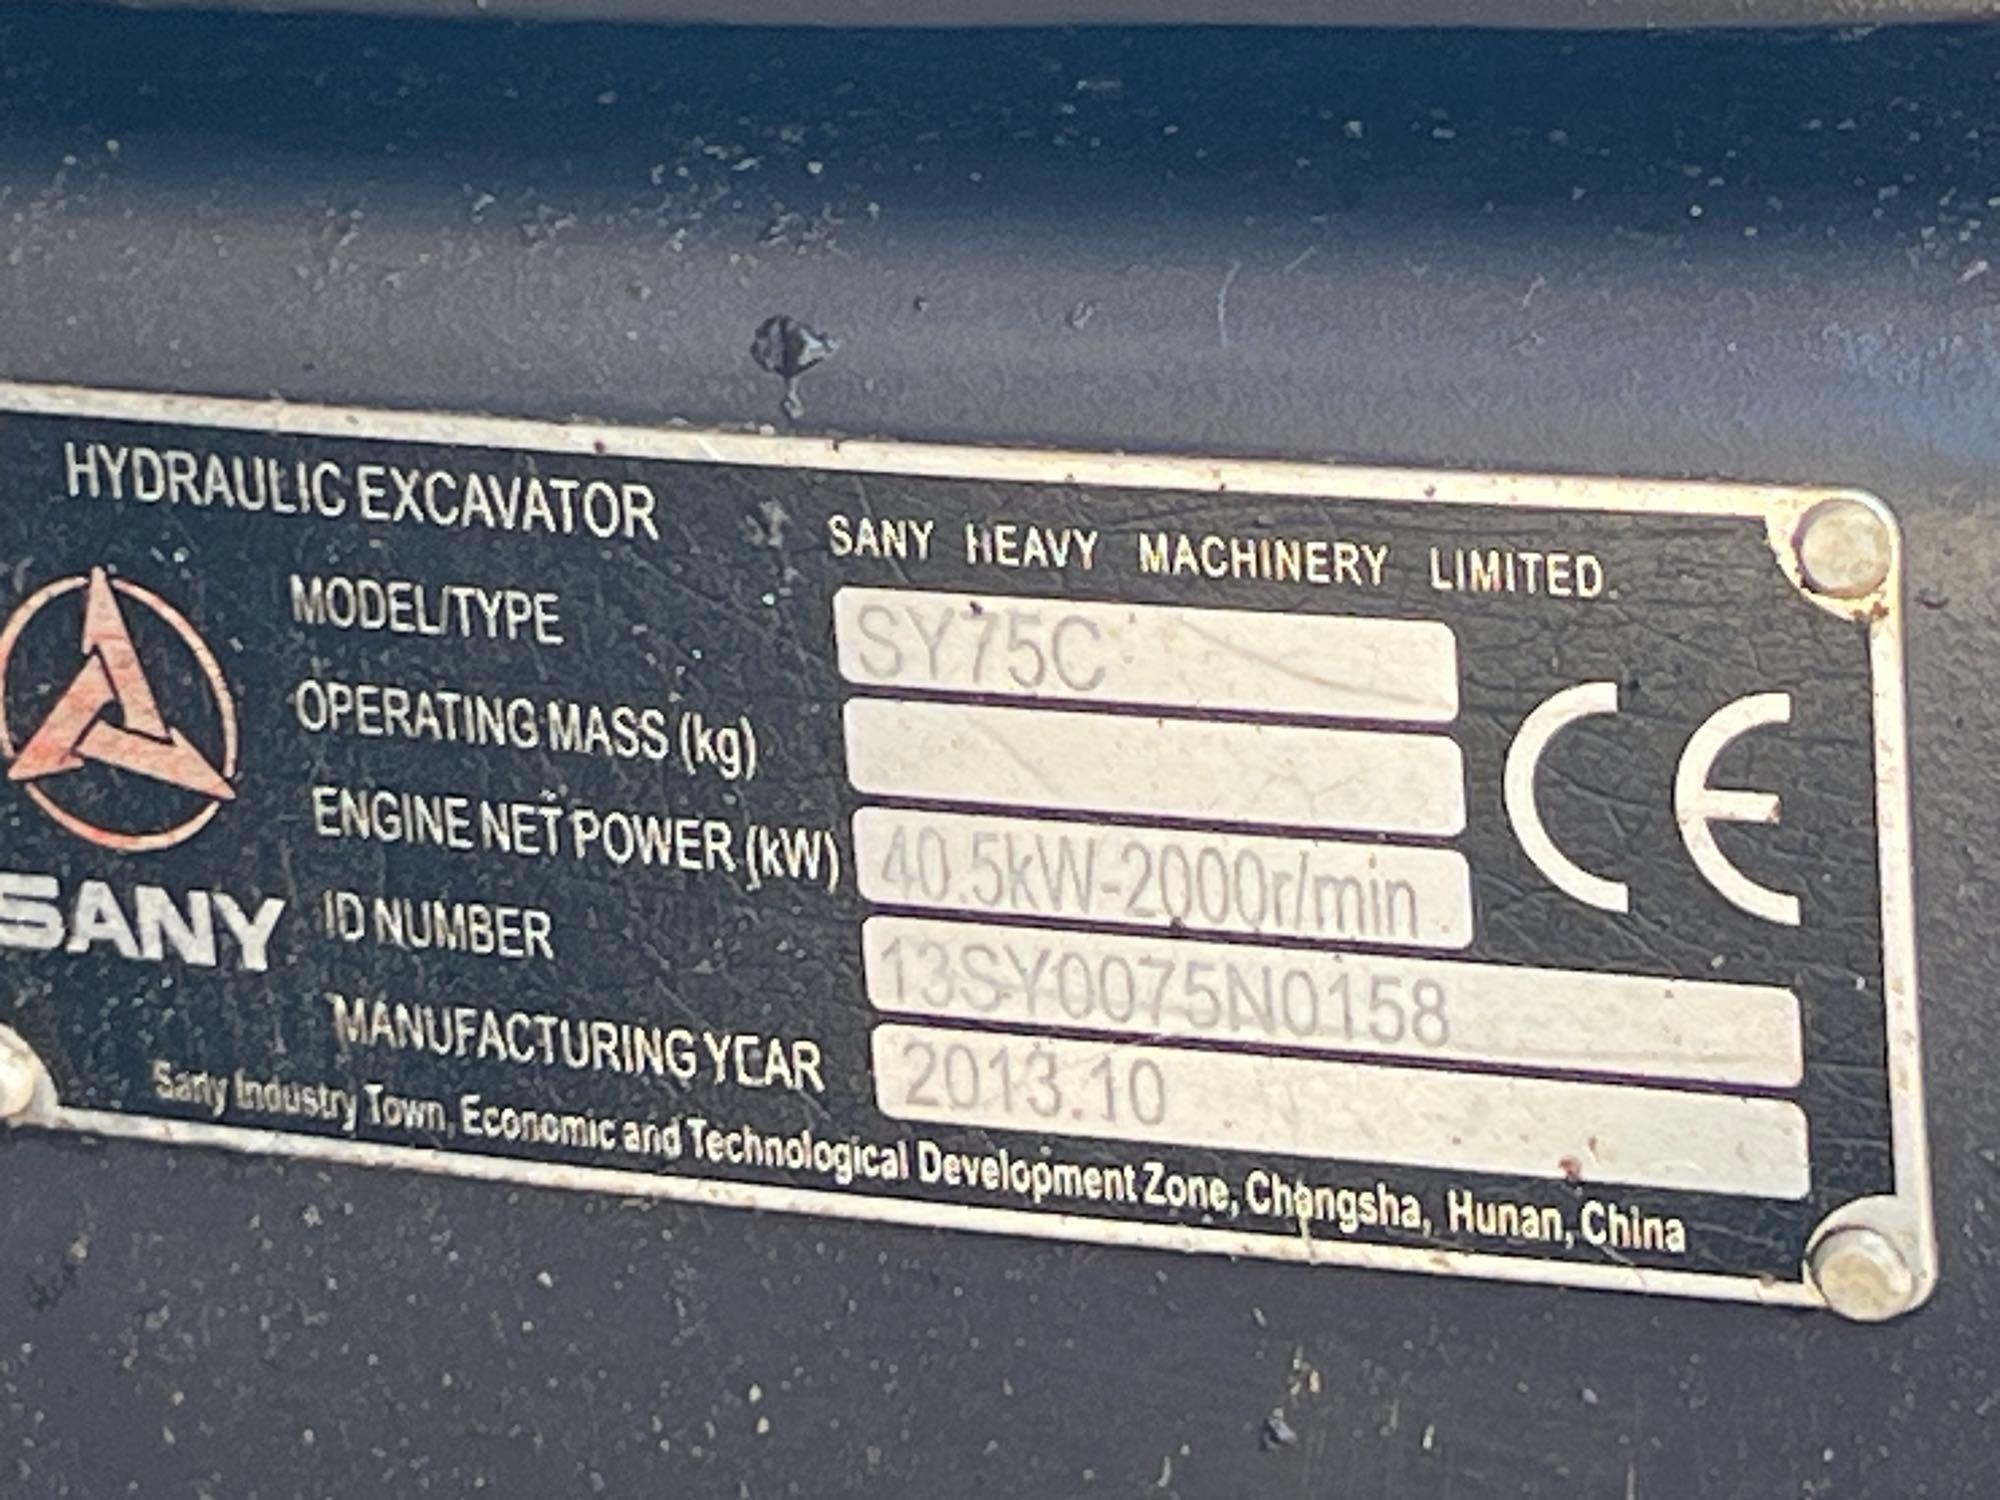 HYDRAULIC EXCAVATOR
SANY HEAVY MACHINERY LIMITED.
MODEL/TYPE SY75C
OPERATING MASS (kg)
ENGINE NET POWER (kW) 40.5kW-2000r/min
CE
SANY
ID NUMBER 13SY0075N0158
MANUFACTURING YEAR 2013.10
Sany Industry Town, Economic and Technological Development Zone, Changsha, Hunan, China